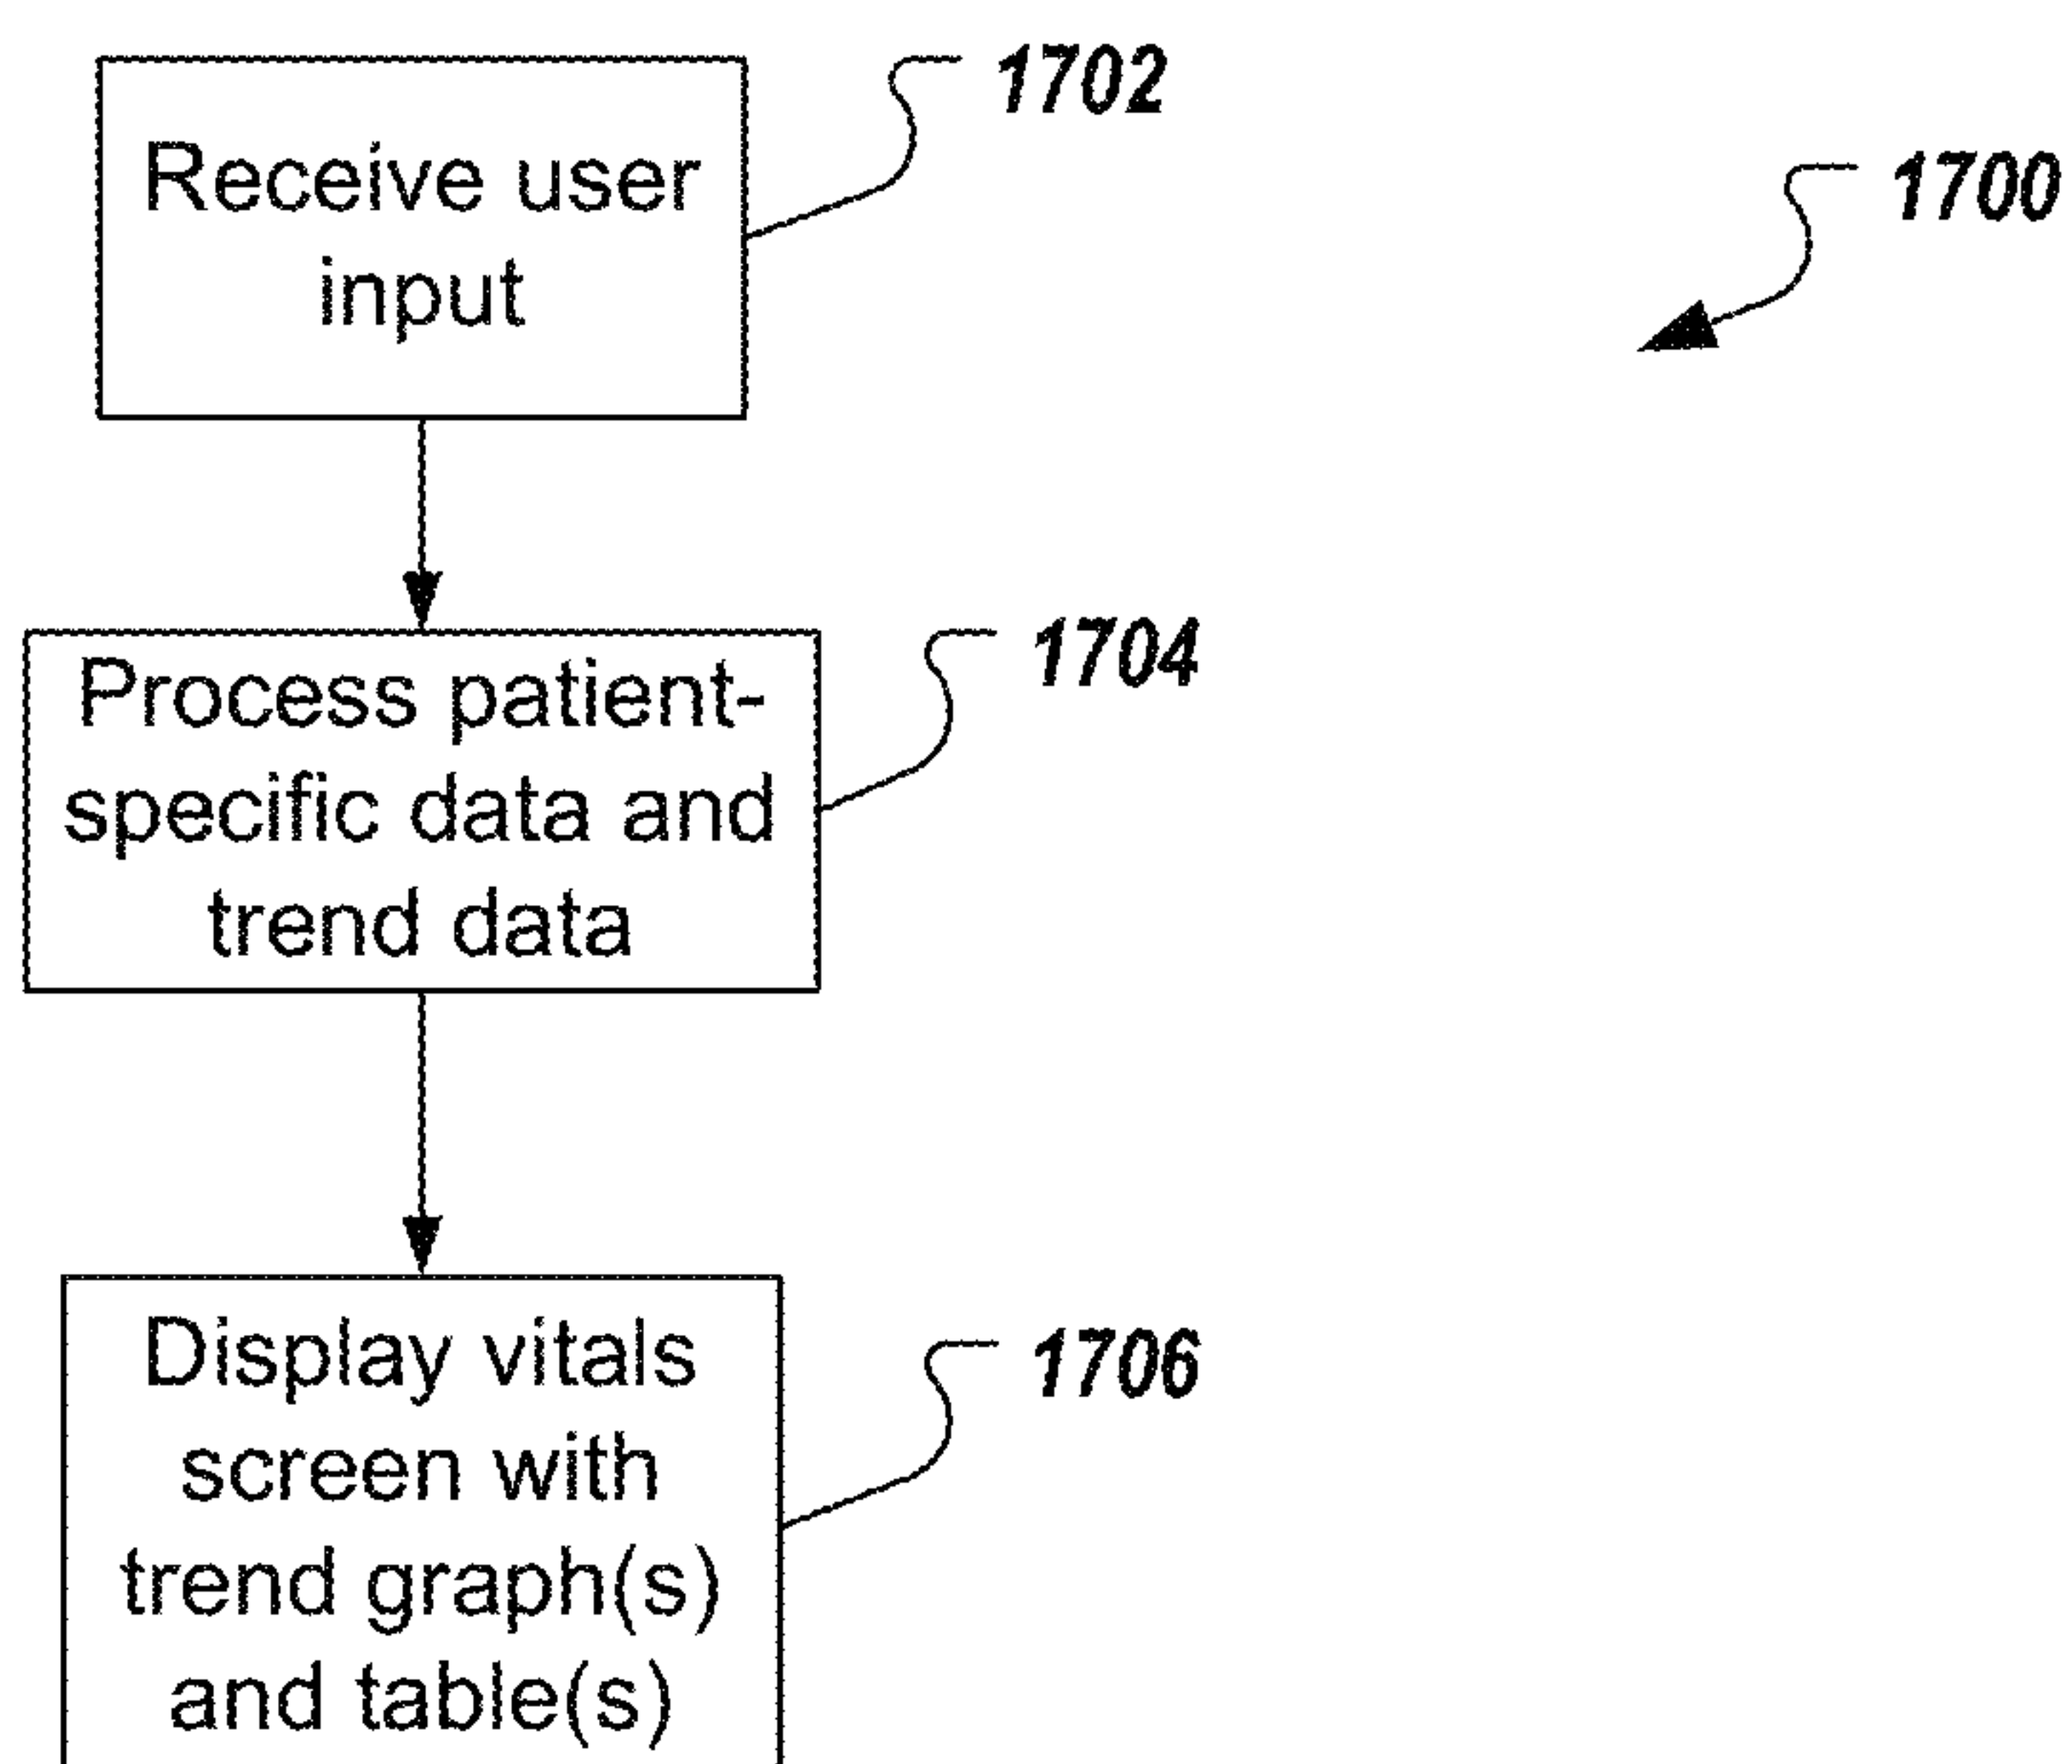 Receive user
input
1702
1700
Process patient-
specific data and
trend data
1704
Display vitals
screen with
trend graph(s)
and table(s)
1706